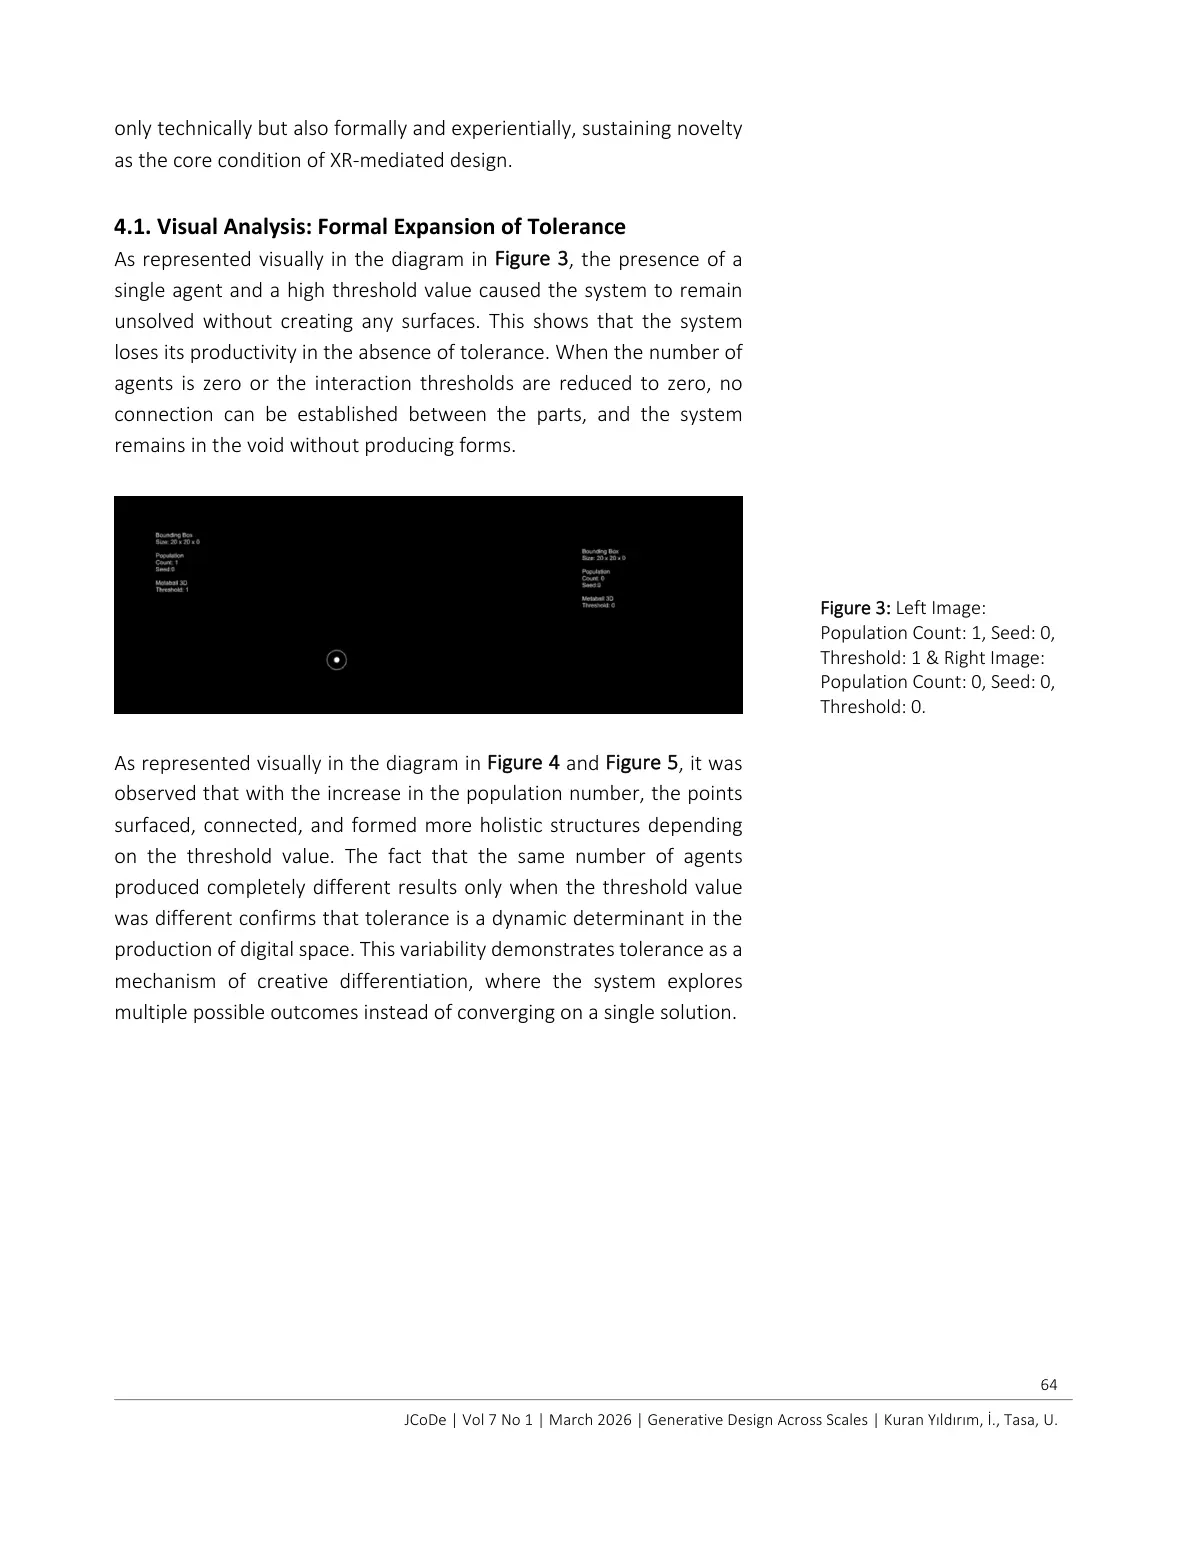 only technically but also formally and experientially, sustaining novelty
as the core condition of XR-mediated design.
4.1. Visual Analysis: Formal Expansion of Tolerance
As represented visually in the diagram in Figure 3, the presence of a
single agent and a high threshold value caused the system to remain
unsolved without creating any surfaces. This shows that the system
loses its productivity in the absence of tolerance. When the number of
agents is zero or the interaction thresholds are reduced to zero, no
connection can be established between the parts, and the system
remains in the void without producing forms.
Bounding Box
Size: 20 x 20 x 0
Population
Count: 1
Seed:0
Metaball 3D
Threshold: 1
Bounding Box
Size: 20 x 20 x 0
Population
Count: 0
Seed:0
Metaball 3D
Threshold: 0
Figure 3: Left Image:
Population Count: 1, Seed: 0,
Threshold: 1 & Right Image:
Population Count: 0, Seed: 0,
Threshold: 0.
As represented visually in the diagram in Figure 4 and Figure 5, it was
observed that with the increase in the population number, the points
surfaced, connected, and formed more holistic structures depending
on the threshold value. The fact that the same number of agents
produced completely different results only when the threshold value
was different confirms that tolerance is a dynamic determinant in the
production of digital space. This variability demonstrates tolerance as a
mechanism of creative differentiation, where the system explores
multiple possible outcomes instead of converging on a single solution.
64
JCoDe | Vol 7 No 1 | March 2026 | Generative Design Across Scales | Kuran Yıldırım, İ., Tasa, U.